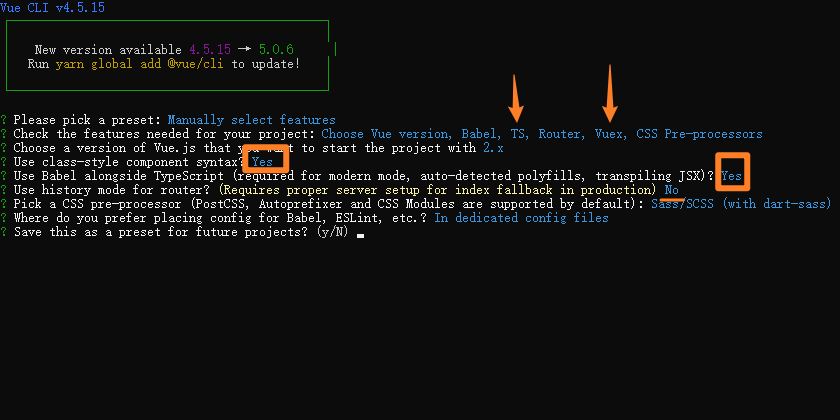 Vue CLI v4.5.15
New version available 4.5.15 → 5.0.6
Run yarn global add @vue/cli to update!
? Please pick a preset: Manually select features
? Check the features needed for your project: Choose Vue version, Babel, TS, Router, Vuex, CSS Pre-processors
? Choose a version of Vue.js that you want to start the project with 2.x
? Use class-style component syntax? Yes
? Use Babel alongside TypeScript (required for modern mode, auto-detected polyfills, transpiling JSX)? Yes
? Use history mode for router? (Requires proper server setup for index fallback in production) No
? Pick a CSS pre-processor (PostCSS, Autoprefixer and CSS Modules are supported by default): Sass/SCSS (with dart-sass)
? Where do you prefer placing config for Babel, ESLint, etc.? In dedicated config files
? Save this as a preset for future projects? (y/N)